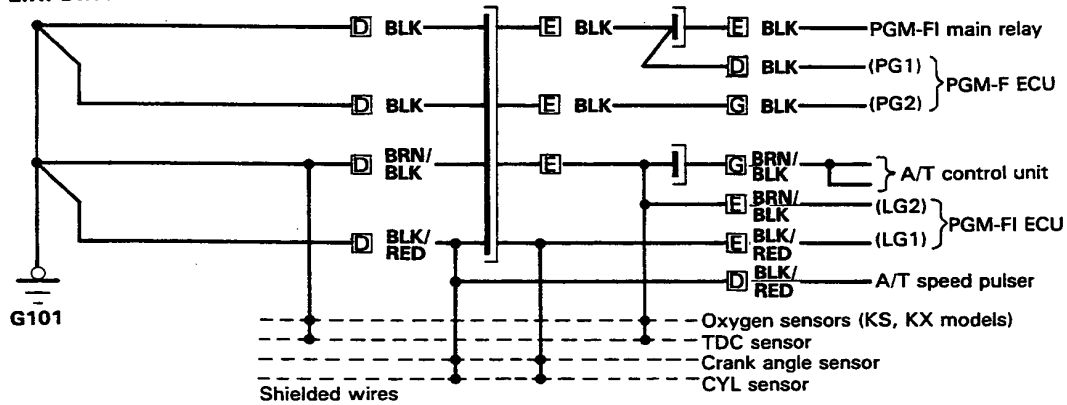 D BLK E BLK E BLK PGM-FI main relay
D BLK (PG1)
PGM-F ECU
D BLK E BLK G BLK (PG2)
D BRN/BLK E G BRN/BLK A/T control unit
E BRN/BLK (LG2)
PGM-FI ECU
D BLK/RED E BLK/RED (LG1)
D BLK/RED A/T speed pulser
G101
Oxygen sensors (KS, KX models)
TDC sensor
Crank angle sensor
CYL sensor
Shielded wires